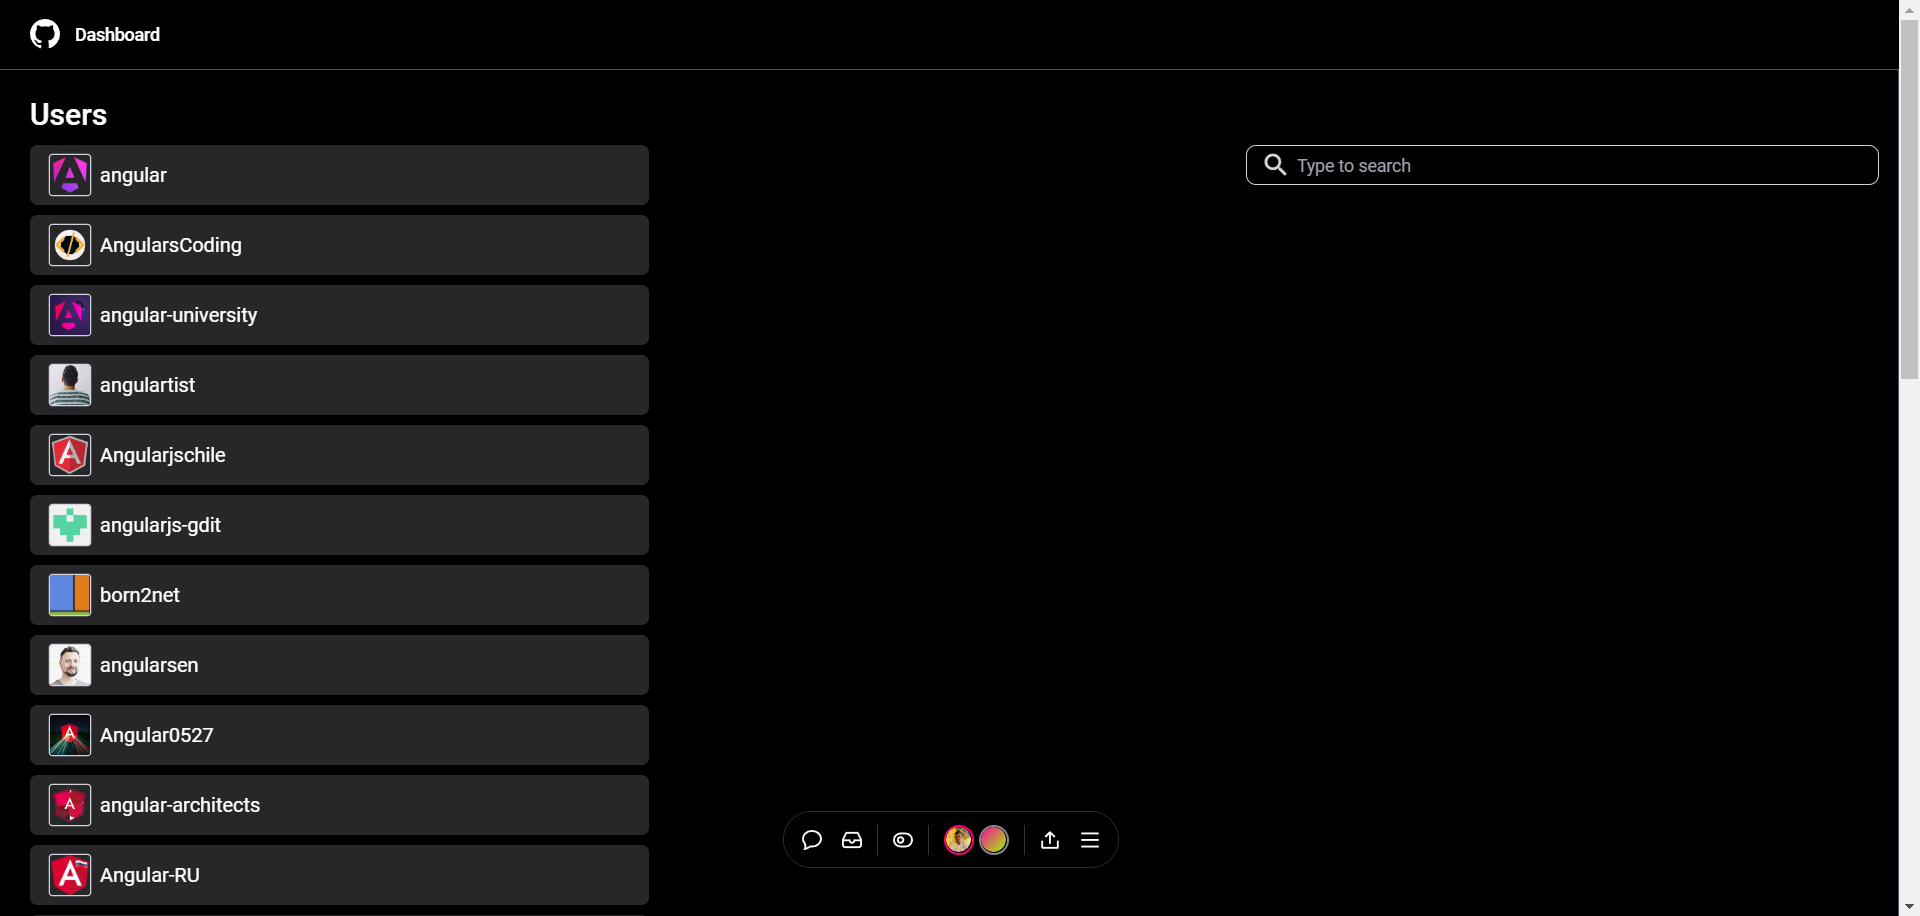 Dashboard
Users
Type to search
angular
AngularsCoding
angular-university
angulartist
Angularjschile
angularjs-gdit
born2net
angularsen
Angular0527
angular-architects
Angular-RU